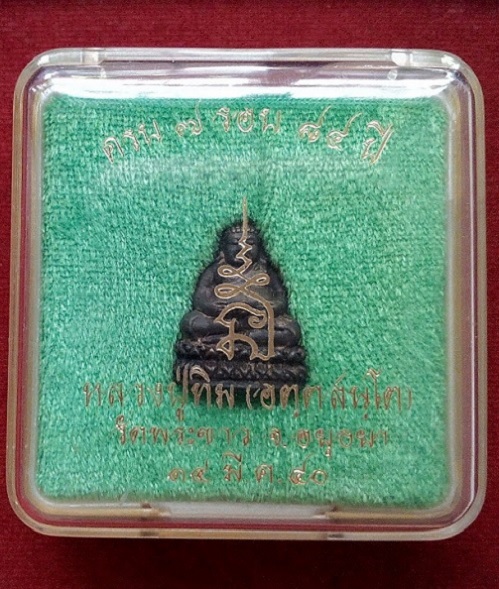 ครบ ๗ รอบ ๘๔ ปี
หลวงปู่ทิม (อตฺตสนฺโต)
วัดพระขาว จ.อยุธยา
๑๔ มี.ค. ๔๐